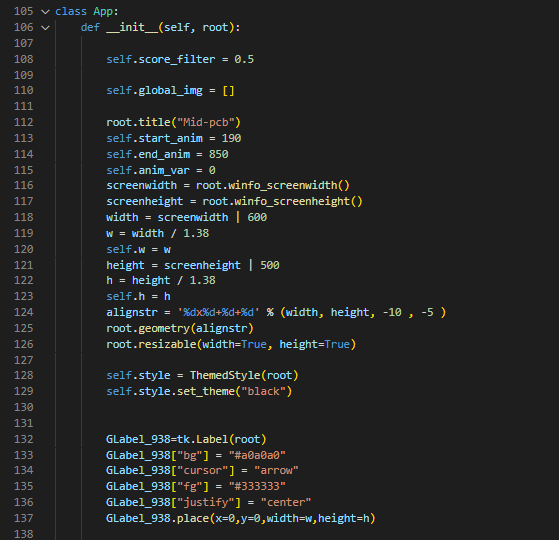 105 class App:
106 def __init__(self, root):
107
108 self.score_filter = 0.5
109
110 self.global_img = []
111
112 root.title("Mid-pcb")
113 self.start_anim = 190
114 self.end_anim = 850
115 self.anim_var = 0
116 screenwidth = root.winfo_screenwidth()
117 screenheight = root.winfo_screenheight()
118 width = screenwidth | 600
119 w = width / 1.38
120 self.w = w
121 height = screenheight | 500
122 h = height / 1.38
123 self.h = h
124 alignstr = '%dx%d+%d+%d' % (width, height, -10 , -5 )
125 root.geometry(alignstr)
126 root.resizable(width=True, height=True)
127
128 self.style = ThemedStyle(root)
129 self.style.set_theme("black")
130
131
132 GLabel_938=tk.Label(root)
133 GLabel_938["bg"] = "#a0a0a0"
134 GLabel_938["cursor"] = "arrow"
135 GLabel_938["fg"] = "#333333"
136 GLabel_938["justify"] = "center"
137 GLabel_938.place(x=0,y=0,width=w,height=h)
138